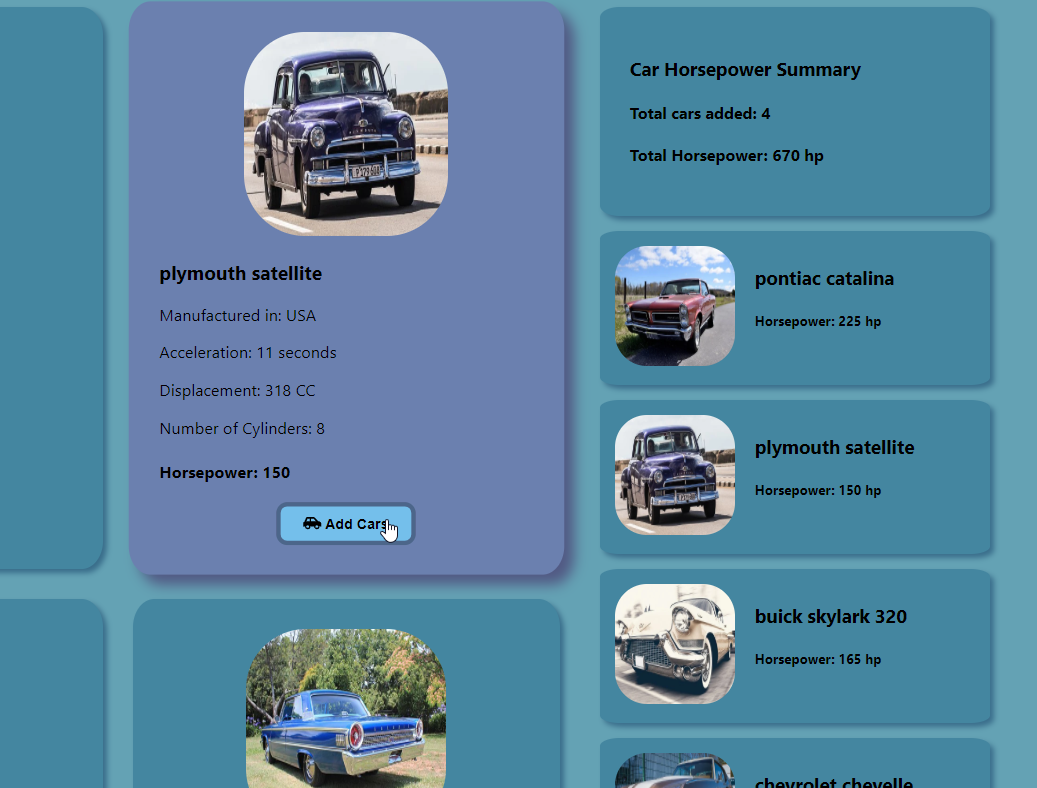 plymouth satellite
Manufactured in: USA
Acceleration: 11 seconds
Displacement: 318 CC
Number of Cylinders: 8
Horsepower: 150
Add Cars
Car Horsepower Summary
Total cars added: 4
Total Horsepower: 670 hp
pontiac catalina
Horsepower: 225 hp
plymouth satellite
Horsepower: 150 hp
buick skylark 320
Horsepower: 165 hp
chevrolet chevelle